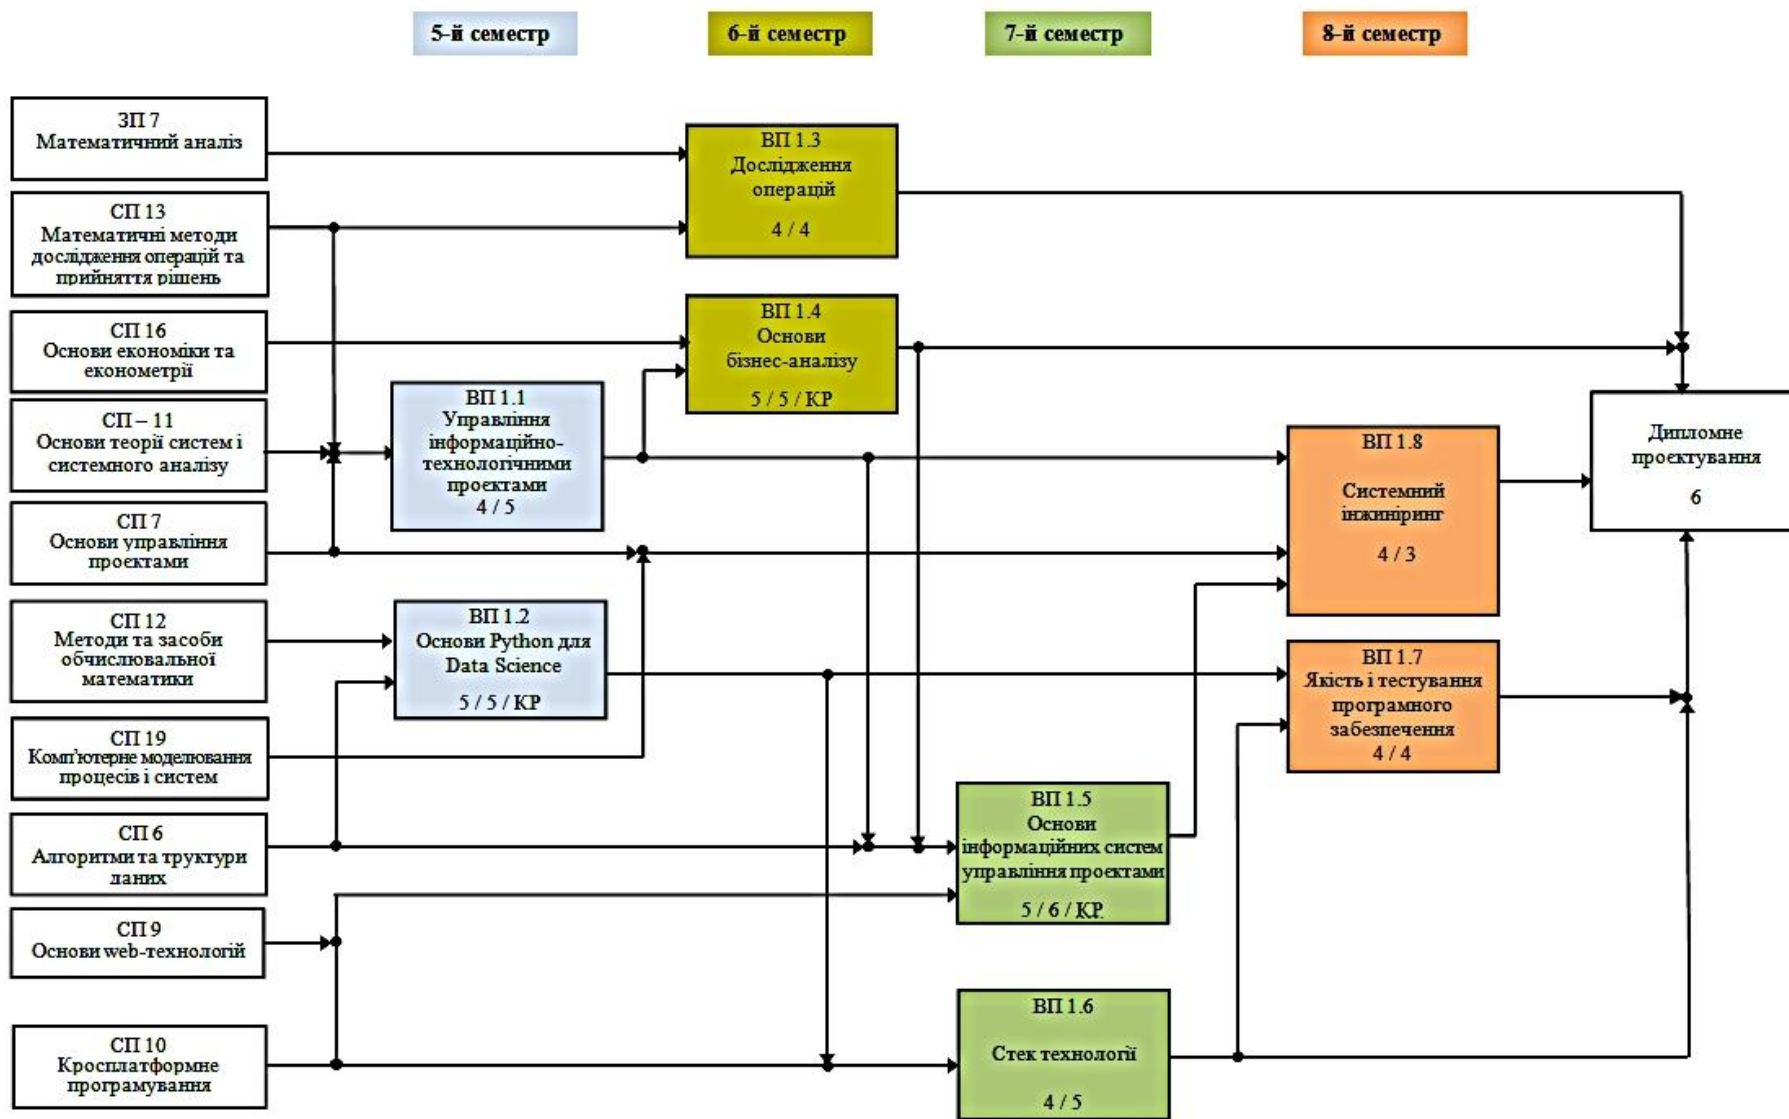 5-й семестр
6-й семестр
7-й семестр
8-й семестр
ЗП 7
Математичний аналіз
СП 13
Математичні методи
дослідження операцій та
прийняття рішень
СП 16
Основи економіки та
економетрії
СП – 11
Основи теорії систем і
системного аналізу
СП 7
Основи управління
проєктами
СП 12
Методи та засоби
обчислювальної
математики
СП 19
Комп'ютерне моделювання
процесів і систем
СП 6
Алгоритми та труктури
даних
СП 9
Основи web-технологій
СП 10
Кросплатформне
програмування
ВП 1.1
Управління
інформаційно-
технологічними
проєктами
4 / 5
ВП 1.2
Основи Python для
Data Science
5 / 5 / КР
ВП 1.3
Дослідження
операцій
4 / 4
ВП 1.4
Основи
бізнес-аналізу
5 / 5 / КР
ВП 1.5
Основи
інформаційних систем
управління проєктами
5 / 6 / КР.
ВП 1.6
Стек технології
4 / 5
ВП 1.8
Системний
інжиніринг
4 / 3
ВП 1.7
Якість і тестування
програмного
забезпечення
4 / 4
Дипломне
проєктування
6